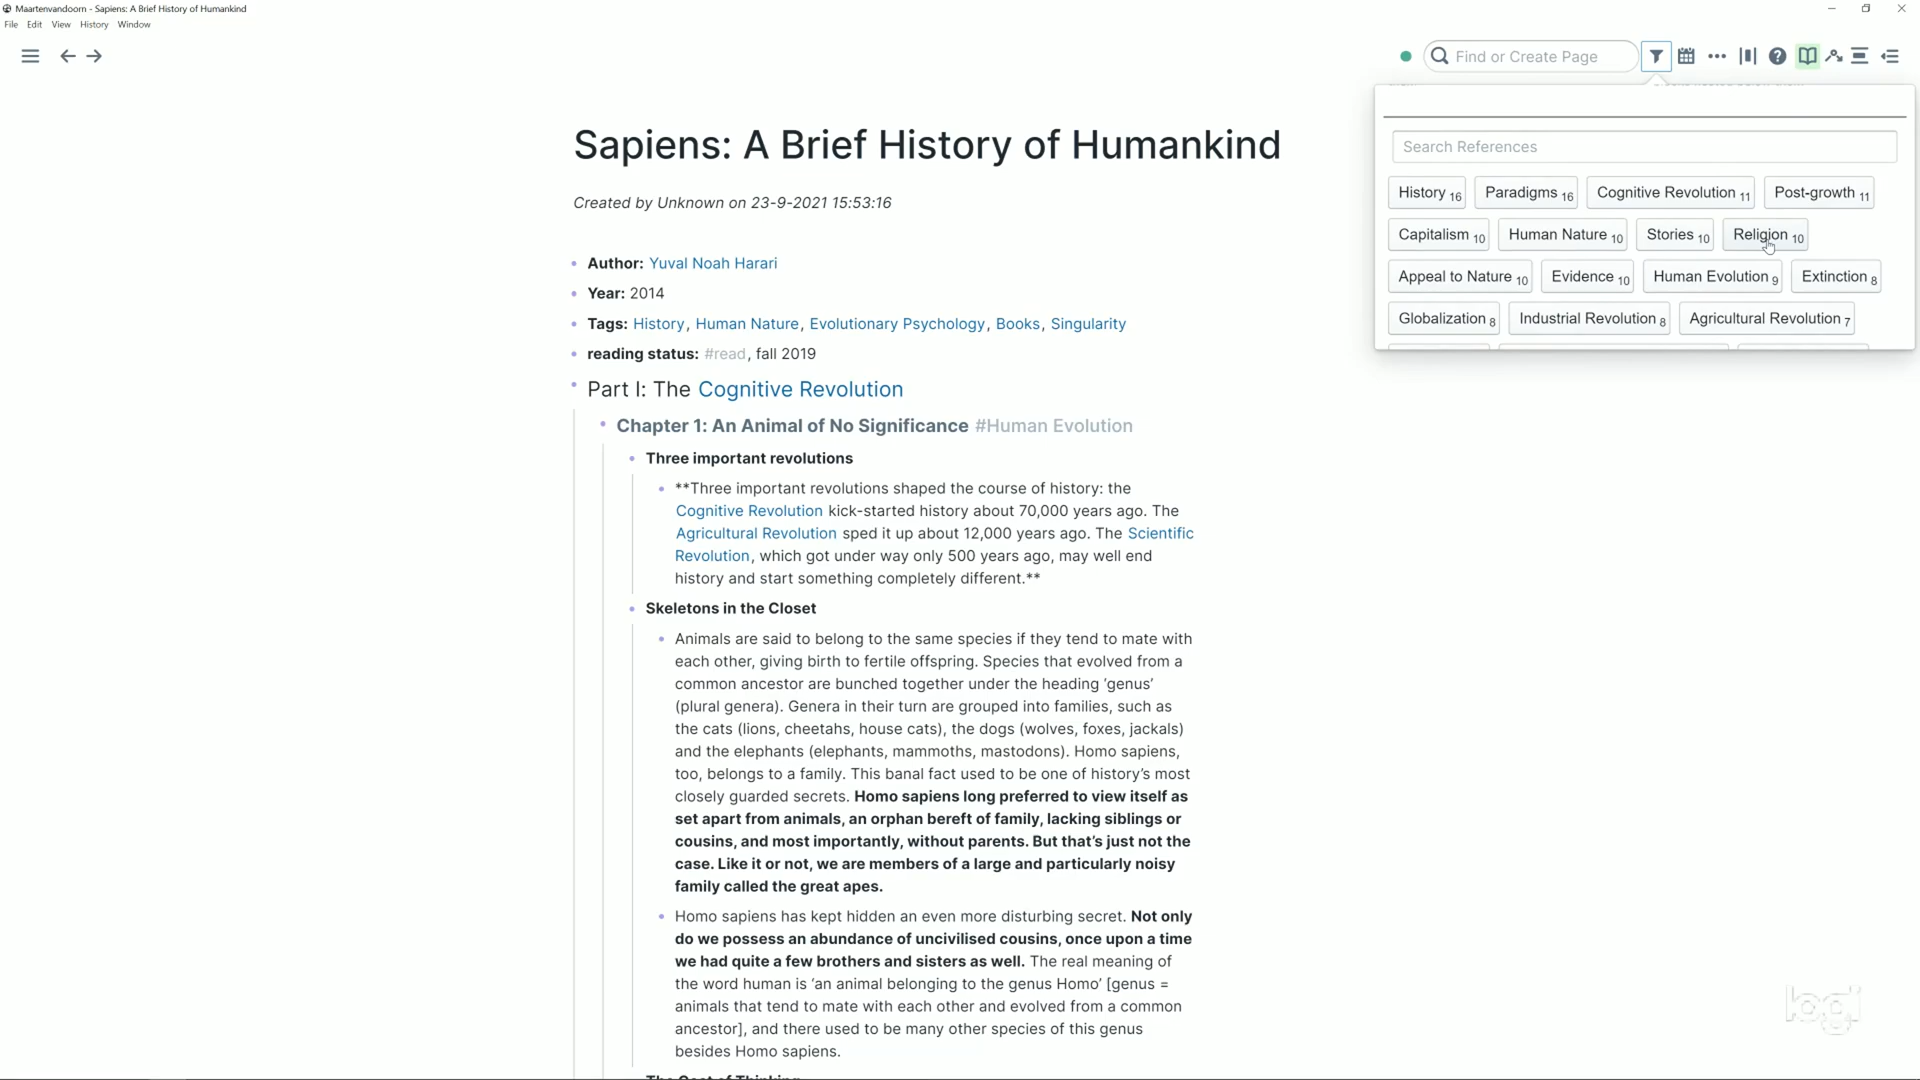 Maartenvandoorn - Sapiens: A Brief History of Humankind
File Edit View History Window
Find or Create Page
Search References
History 16 Paradigms 16 Cognitive Revolution 11 Post-growth 11
Capitalism 10 Human Nature 10 Stories 10 Religion 10
Appeal to Nature 10 Evidence 10 Human Evolution 9 Extinction 8
Globalization 8 Industrial Revolution 8 Agricultural Revolution 7
Sapiens: A Brief History of Humankind
Created by Unknown on 23-9-2021 15:53:16
Author: Yuval Noah Harari
Year: 2014
Tags: History, Human Nature, Evolutionary Psychology, Books, Singularity
reading status: #read, fall 2019
Part I: The Cognitive Revolution
Chapter 1: An Animal of No Significance #Human Evolution
Three important revolutions
**Three important revolutions shaped the course of history: the
Cognitive Revolution kick-started history about 70,000 years ago. The
Agricultural Revolution sped it up about 12,000 years ago. The Scientific
Revolution, which got under way only 500 years ago, may well end
history and start something completely different.**
Skeletons in the Closet
Animals are said to belong to the same species if they tend to mate with
each other, giving birth to fertile offspring. Species that evolved from a
common ancestor are bunched together under the heading ‘genus’
(plural genera). Genera in their turn are grouped into families, such as
the cats (lions, cheetahs, house cats), the dogs (wolves, foxes, jackals)
and the elephants (elephants, mammoths, mastodons). Homo sapiens,
too, belongs to a family. This banal fact used to be one of history’s most
closely guarded secrets. Homo sapiens long preferred to view itself as
set apart from animals, an orphan bereft of family, lacking siblings or
cousins, and most importantly, without parents. But that’s just not the
case. Like it or not, we are members of a large and particularly noisy
family called the great apes.
Homo sapiens has kept hidden an even more disturbing secret. Not only
do we possess an abundance of uncivilised cousins, once upon a time
we had quite a few brothers and sisters as well. The real meaning of
the word human is ‘an animal belonging to the genus Homo’ [genus =
animals that tend to mate with each other and evolved from a common
ancestor], and there used to be many other species of this genus
besides Homo sapiens.
logi